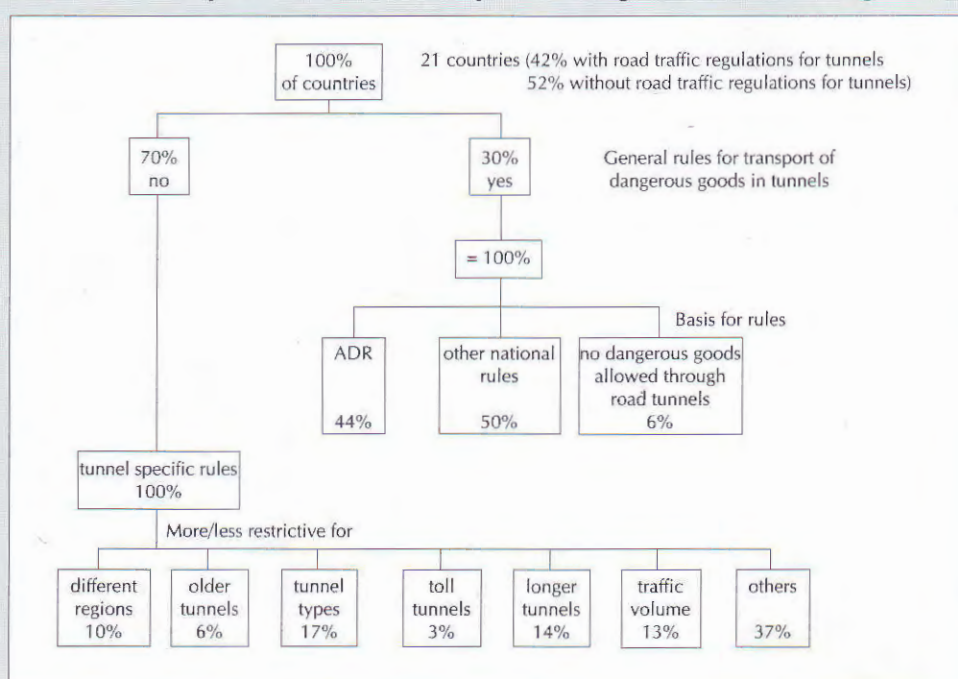 100%
of countries
21 countries (42% with road traffic regulations for tunnels
52% without road traffic regulations for tunnels)
70%
no
30%
yes
General rules for transport of
dangerous goods in tunnels
= 100%
Basis for rules
ADR
44%
other national
rules
50%
no dangerous goods
allowed through
road tunnels
6%
tunnel specific rules
100%
More/less restrictive for
different
regions
10%
older
tunnels
6%
tunnel
types
17%
toll
tunnels
3%
longer
tunnels
14%
traffic
volume
13%
others
37%